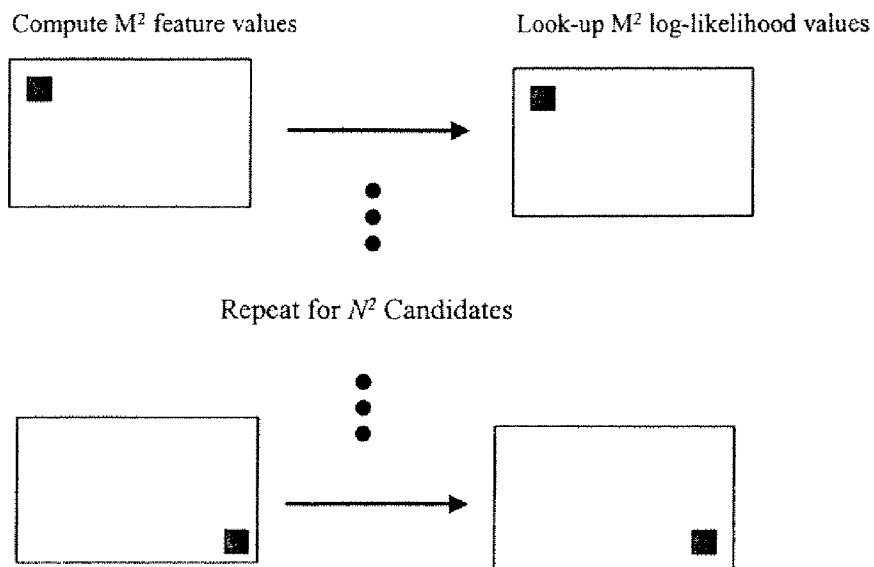 Compute M² feature values
Look-up M² log-likelihood values
Repeat for N² Candidates